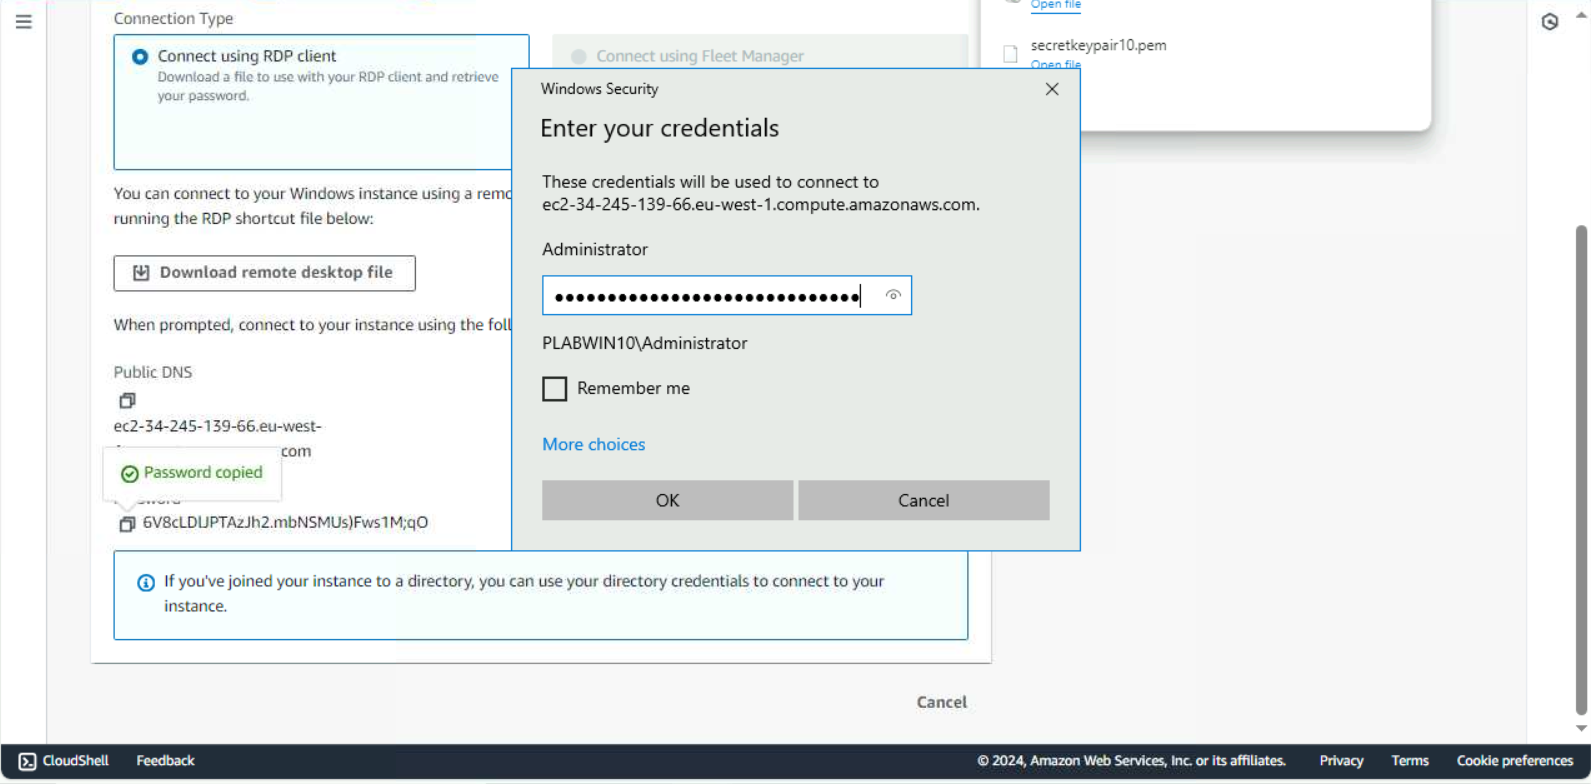 Connection Type
Connect using RDP client
Download a file to use with your RDP client and retrieve
your password.
Connect using Fleet Manager
Open file
secretkeypair10.pem
Open file
You can connect to your Windows instance using a remo
running the RDP shortcut file below:
Download remote desktop file
When prompted, connect to your instance using the foll
Public DNS
ec2-34-245-139-66.eu-west-
com
Password copied
6V8cLDlJPTAzJh2.mbNSMUs)Fws1M;qO
If you've joined your instance to a directory, you can use your directory credentials to connect to your
instance.
Cancel
Windows Security
Enter your credentials
These credentials will be used to connect to
ec2-34-245-139-66.eu-west-1.compute.amazonaws.com.
Administrator
PLABWIN10\Administrator
Remember me
More choices
OK
Cancel
CloudShell
Feedback
© 2024, Amazon Web Services, Inc. or its affiliates.
Privacy
Terms
Cookie preferences